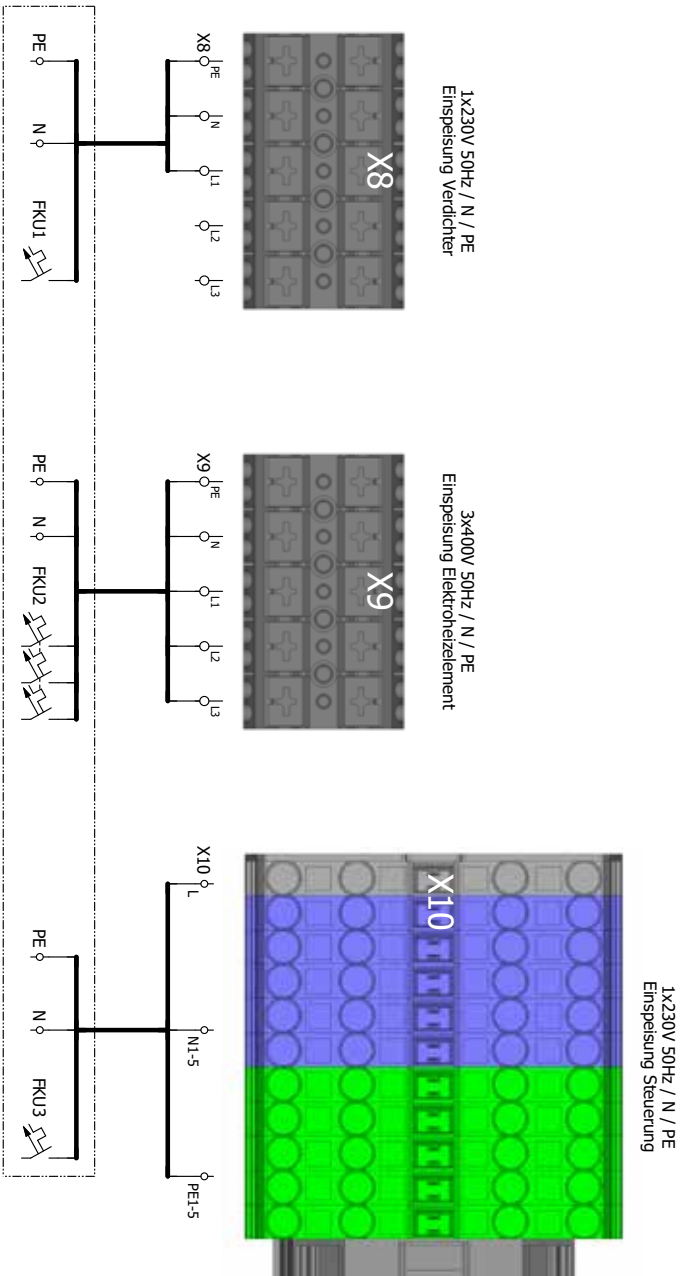 1x230V 50Hz / N / PE
Einspeisung Verdichter
X8
X8
PE
N
L1
L2
L3
PE
N
FKU1
3x400V 50Hz / N / PE
Einspeisung Elektroheizelement
X9
X9
PE
N
L1
L2
L3
PE
N
FKU2
1x230V 50Hz / N / PE
Einspeisung Steuerung
X10
X10
L
N1-5
PE1-5
PE
N
FKU3